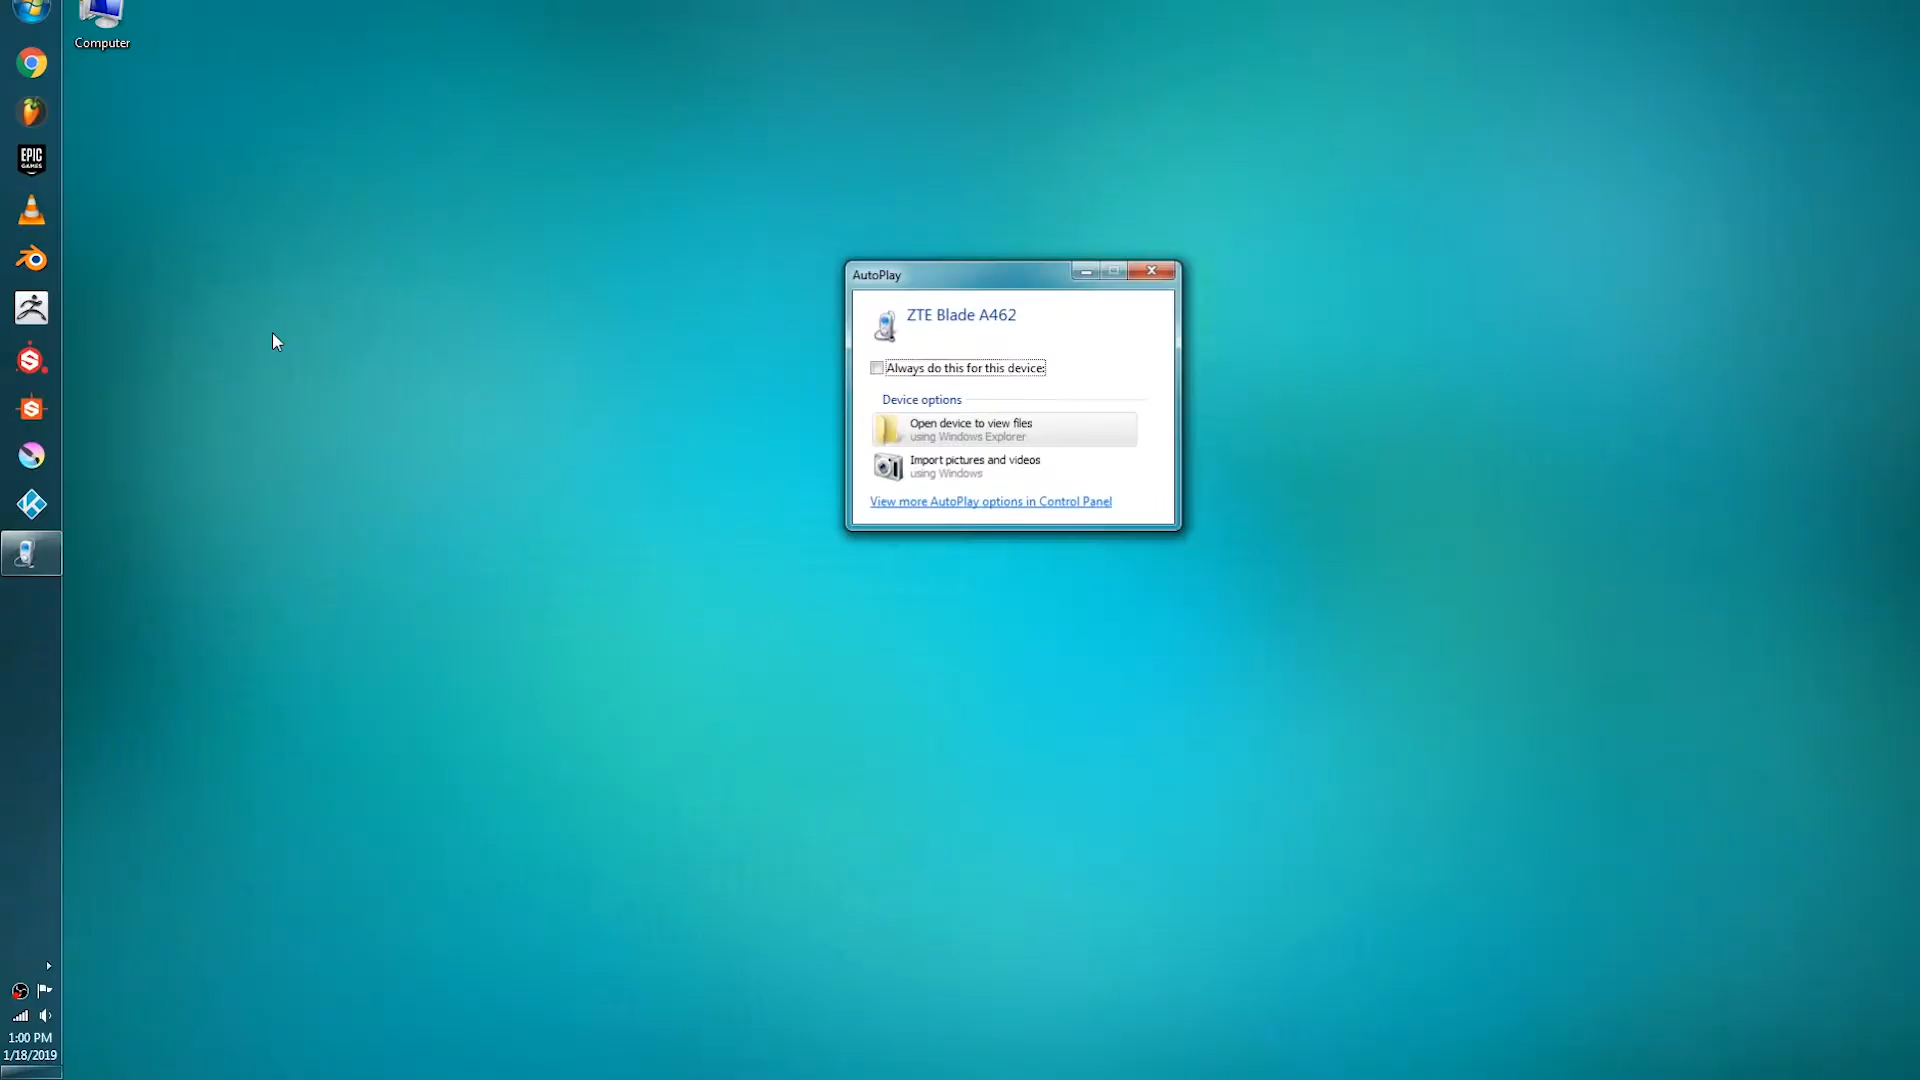 Computer
EPIC
GAMES
AutoPlay
ZTE Blade A462
Always do this for this device:
Device options
Open device to view files
using Windows Explorer
Import pictures and videos
using Windows
View more AutoPlay options in Control Panel
1:00 PM
1/18/2019